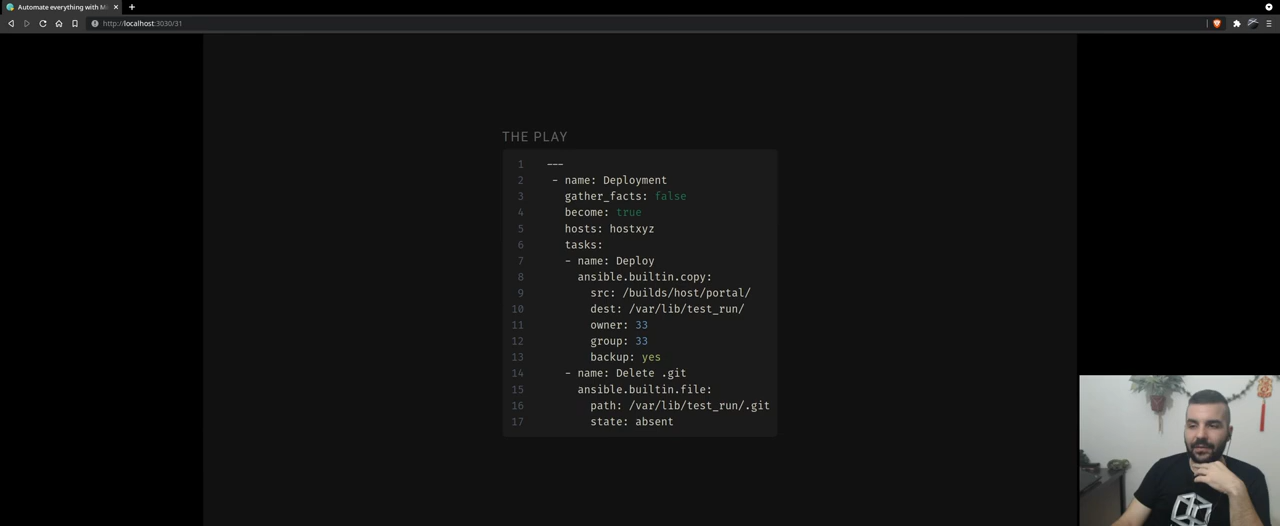 Automate everything with M
http://localhost:3030/31
THE PLAY
1 ---
2 - name: Deployment
3 gather_facts: false
4 become: true
5 hosts: hostxyz
6 tasks:
7 - name: Deploy
8 ansible.builtin.copy:
9 src: /builds/host/portal/
10 dest: /var/lib/test_run/
11 owner: 33
12 group: 33
13 backup: yes
14 - name: Delete .git
15 ansible.builtin.file:
16 path: /var/lib/test_run/.git
17 state: absent